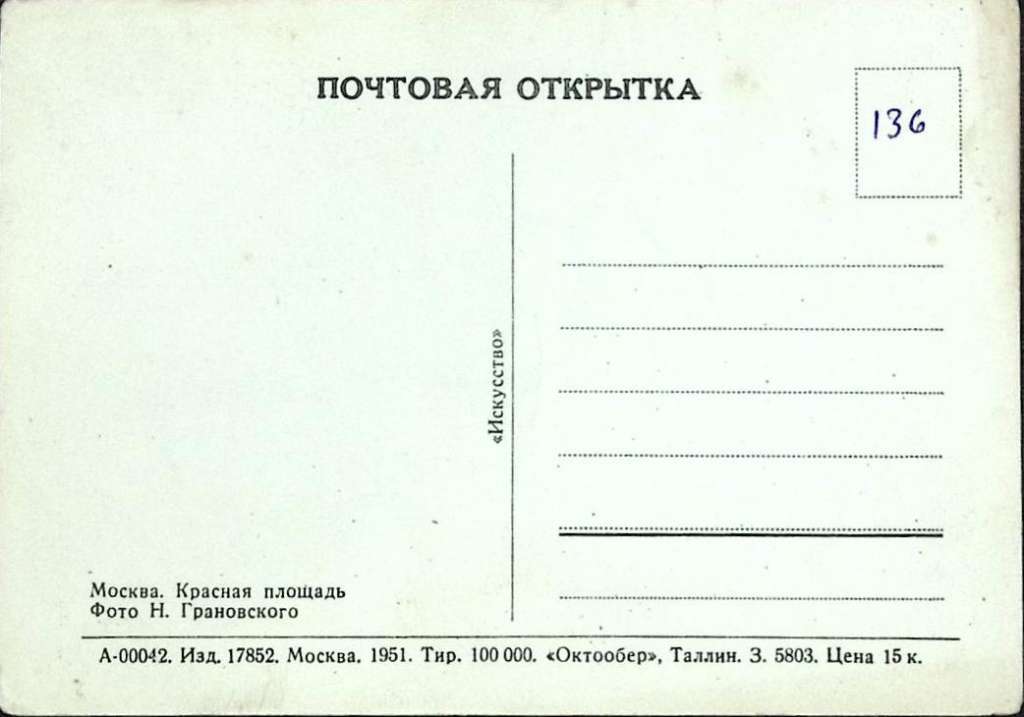 ПОЧТОВАЯ ОТКРЫТКА
136
«Искусство»
Москва. Красная площадь
Фото Н. Грановского
А-00042. Изд. 17852. Москва. 1951. Тир. 100 000. «Октообер», Таллин. З. 5803. Цена 15 к.